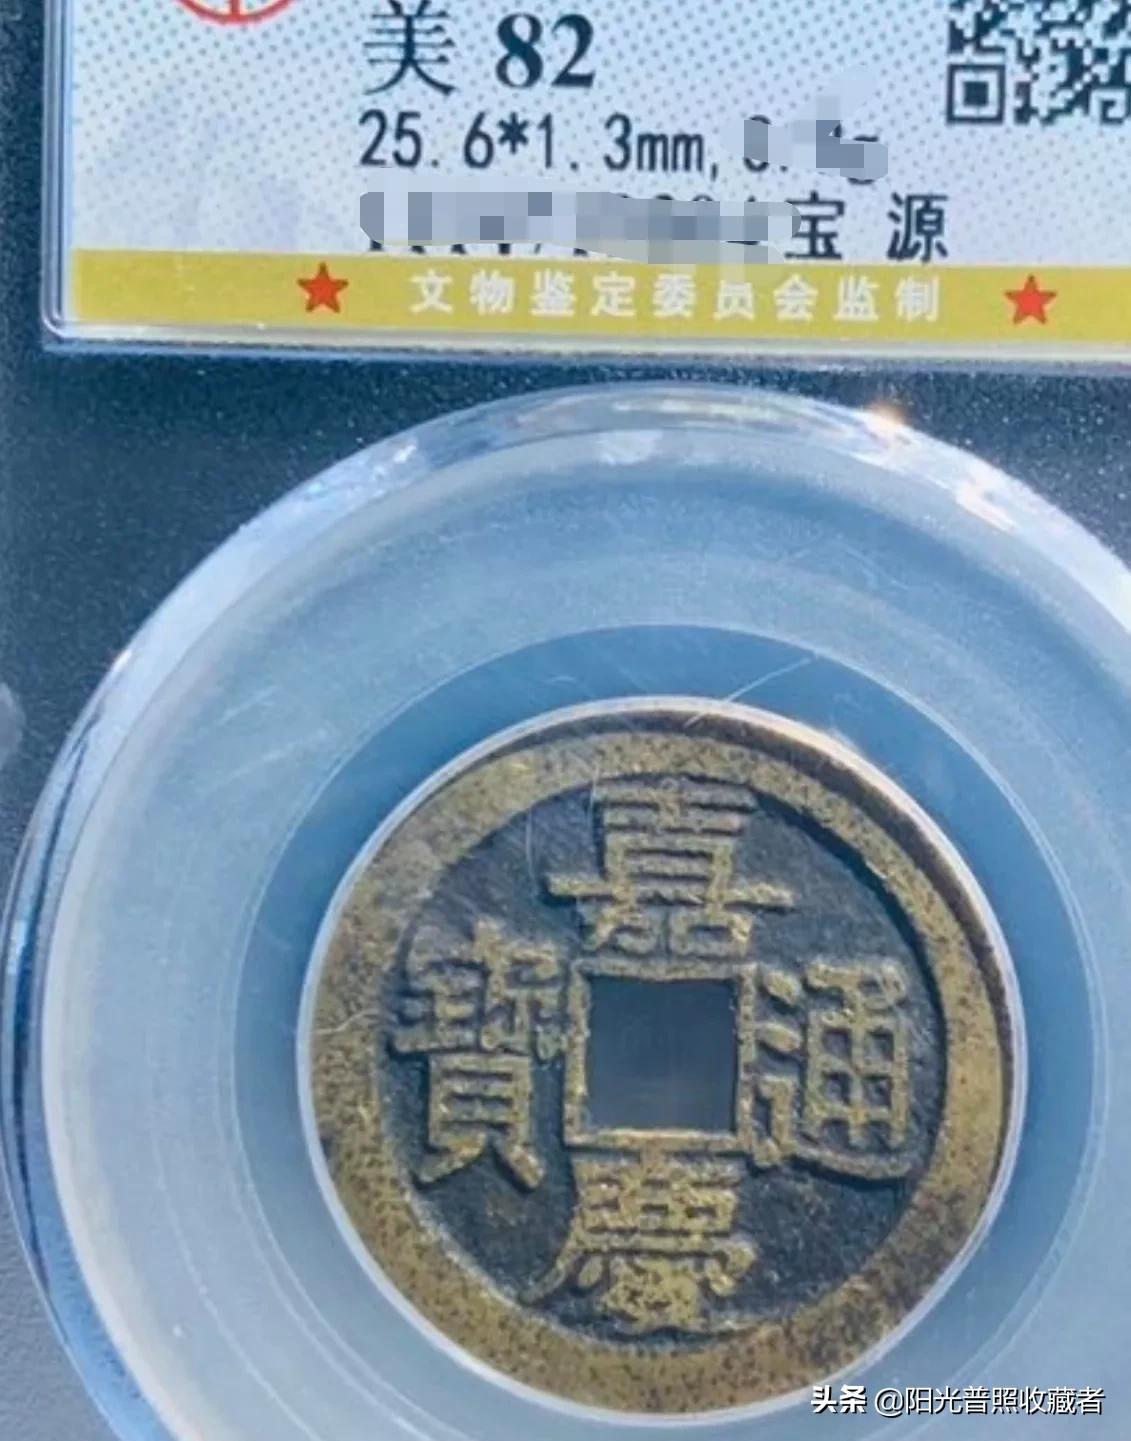 美 82
25.6*1.3mm,
宝 源
文物鉴定委员会监制
嘉慶通寶
头条 @阳光普照收藏者